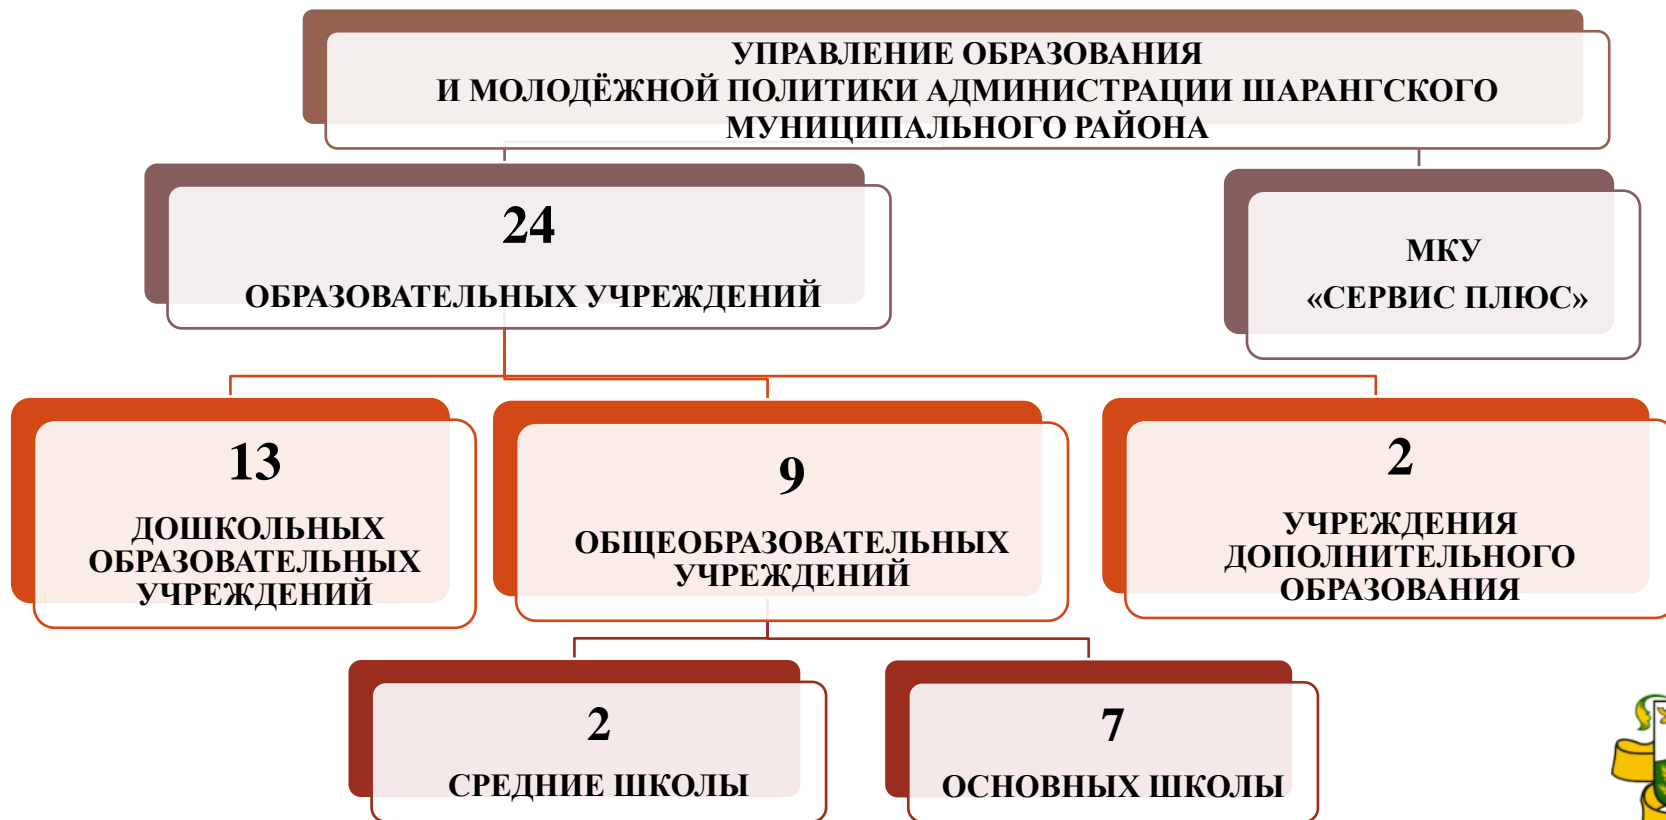 УПРАВЛЕНИЕ ОБРАЗОВАНИЯ
И МОЛОДЁЖНОЙ ПОЛИТИКИ АДМИНИСТРАЦИИ ШАРАНГСКОГО
МУНИЦИПАЛЬНОГО РАЙОНА
24
ОБРАЗОВАТЕЛЬНЫХ УЧРЕЖДЕНИЙ
МКУ
«СЕРВИС ПЛЮС»
13
ДОШКОЛЬНЫХ
ОБРАЗОВАТЕЛЬНЫХ
УЧРЕЖДЕНИЙ
9
ОБЩЕОБРАЗОВАТЕЛЬНЫХ
УЧРЕЖДЕНИЙ
2
УЧРЕЖДЕНИЯ
ДОПОЛНИТЕЛЬНОГО
ОБРАЗОВАНИЯ
2
СРЕДНИЕ ШКОЛЫ
7
ОСНОВНЫХ ШКОЛЫ